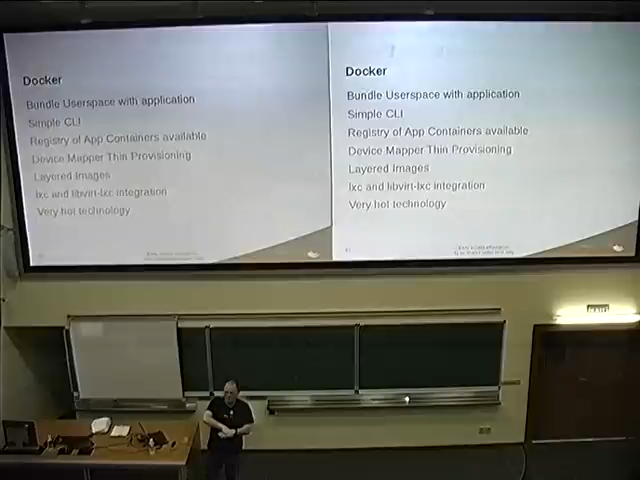 Docker
Bundle Userspace with application
Simple CLI
Registry of App Containers available
Device Mapper Thin Provisioning
Layered Images
lxc and libvirt-lxc integration
Very hot technology
Docker
Bundle Userspace with application
Simple CLI
Registry of App Containers available
Device Mapper Thin Provisioning
Layered Images
lxc and libvirt-lxc integration
Very hot technology